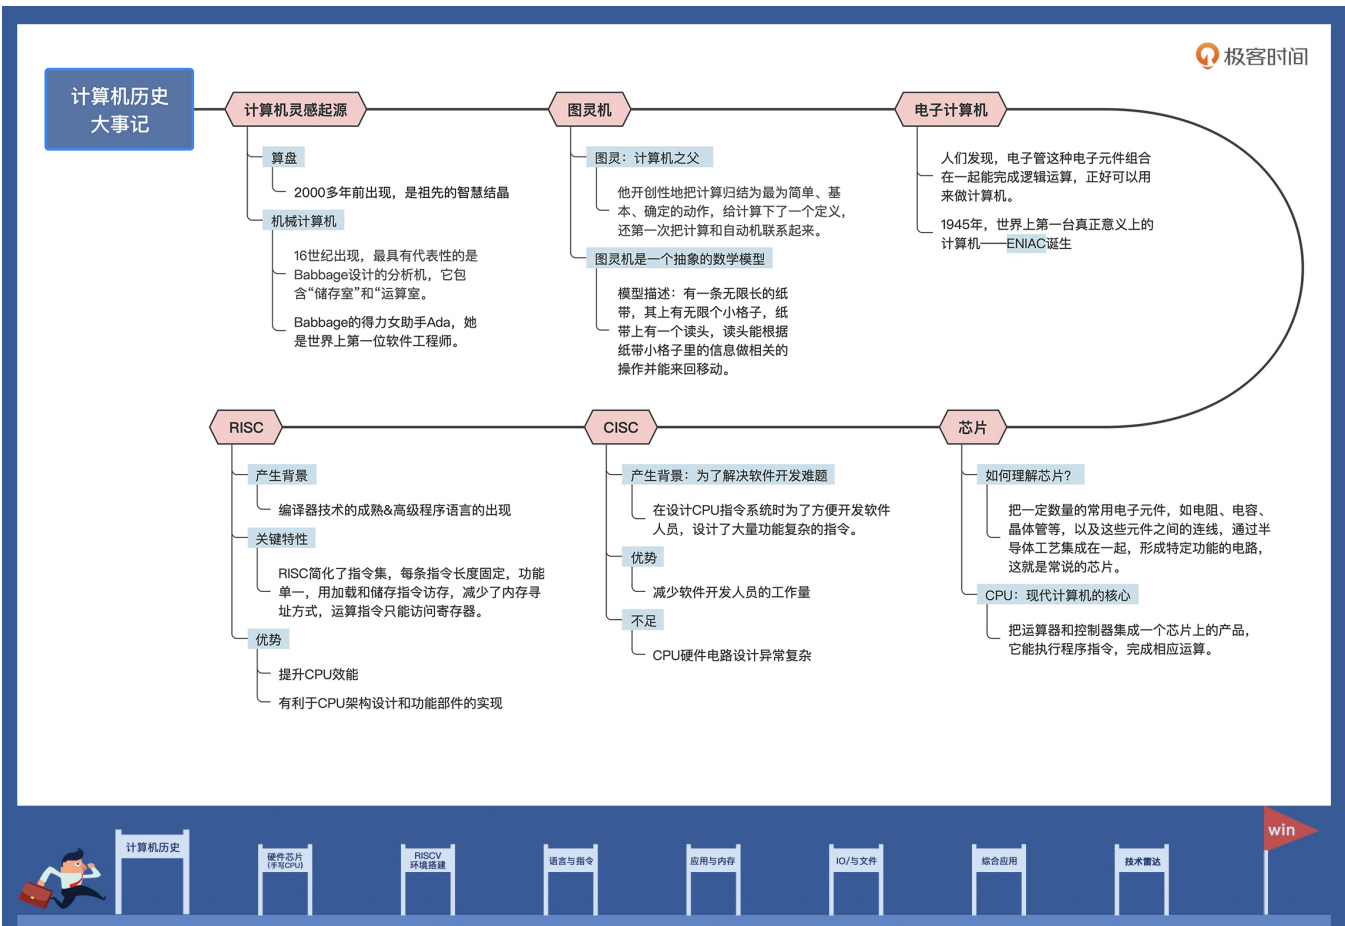 极客时间
计算机历史
大事记
计算机灵感起源
算盘
2000多年前出现，是祖先的智慧结晶
机械计算机
16世纪出现，最具有代表性的是
Babbage设计的分析机，它包
含“储存室”和“运算室。
Babbage的得力女助手Ada，她
是世界上第一位软件工程师。
图灵机
图灵：计算机之父
他开创性地把计算归结为最为简单、基
本、确定的动作，给计算下了一个定义，
还第一次把计算和自动机联系起来。
图灵机是一个抽象的数学模型
模型描述：有一条无限长的纸
带，其上有无限个小格子，纸
带上有一个读头，读头能根据
纸带小格子里的信息做相关的
操作并能来回移动。
电子计算机
人们发现，电子管这种电子元件组合
在一起能完成逻辑运算，正好可以用
来做计算机。
1945年，世界上第一台真正意义上的
计算机——ENIAC诞生
芯片
如何理解芯片？
把一定数量的常用电子元件，如电阻、电容、
晶体管等，以及这些元件之间的连线，通过半
导体工艺集成在一起，形成特定功能的电路，
这就是常说的芯片。
CPU：现代计算机的核心
把运算器和控制器集成一个芯片上的产品，
它能执行程序指令，完成相应运算。
CISC
产生背景：为了解决软件开发难题
在设计CPU指令系统时为了方便开发软件
人员，设计了大量功能复杂的指令。
优势
减少软件开发人员的工作量
不足
CPU硬件电路设计异常复杂
RISC
产生背景
编译器技术的成熟&高级程序语言的出现
关键特性
RISC简化了指令集，每条指令长度固定，功能
单一，用加载和储存指令访存，减少了内存寻
址方式，运算指令只能访问寄存器。
优势
提升CPU效能
有利于CPU架构设计和功能部件的实现
计算机历史
硬件芯片
(手写CPU)
RISCV
环境搭建
语言与指令
应用与内存
IO/与文件
综合应用
技术雷达
win